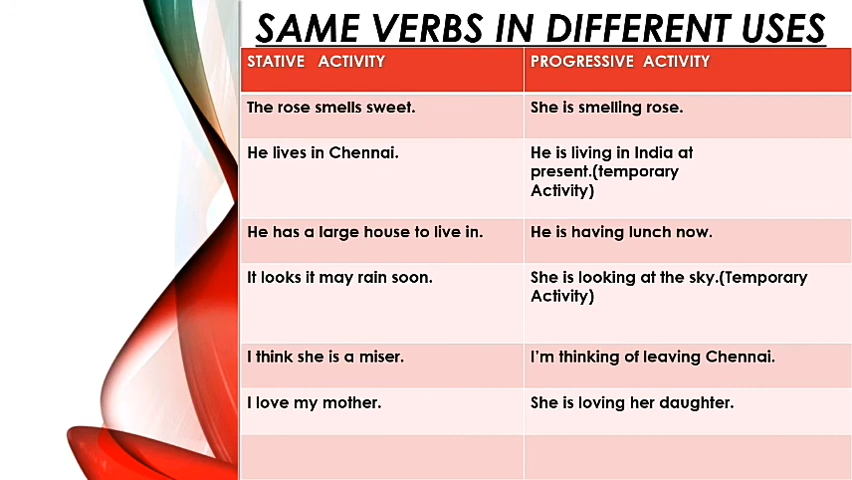 SAME VERBS IN DIFFERENT USES
STATIVE ACTIVITY
PROGRESSIVE ACTIVITY
The rose smells sweet.
She is smelling rose.
He lives in Chennai.
He is living in India at
present.(temporary
Activity)
He has a large house to live in.
He is having lunch now.
It looks it may rain soon.
She is looking at the sky.(Temporary
Activity)
I think she is a miser.
I'm thinking of leaving Chennai.
I love my mother.
She is loving her daughter.